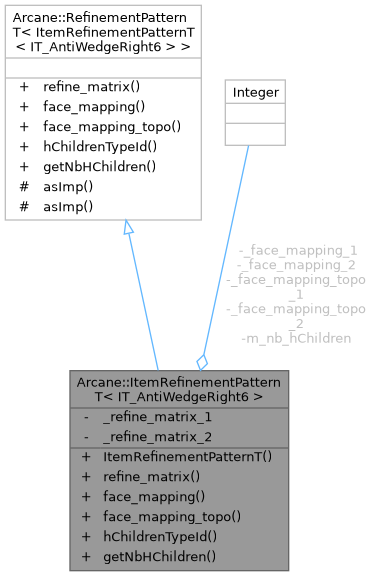 Arcane::RefinementPattern
T< ItemRefinementPatternT
< IT_AntiWedgeRight6 > >
+ refine_matrix()
+ face_mapping()
+ face_mapping_topo()
+ hChildrenTypeId()
+ getNbHChildren()
# asImp()
# asImp()
Integer
-_face_mapping_1
-_face_mapping_2
-_face_mapping_topo
_1
-_face_mapping_topo
_2
-m_nb_hChildren
Arcane::ItemRefinementPattern
T< IT_AntiWedgeRight6 >
- _refine_matrix_1
- _refine_matrix_2
+ ItemRefinementPatternT()
+ refine_matrix()
+ face_mapping()
+ face_mapping_topo()
+ hChildrenTypeId()
+ getNbHChildren()